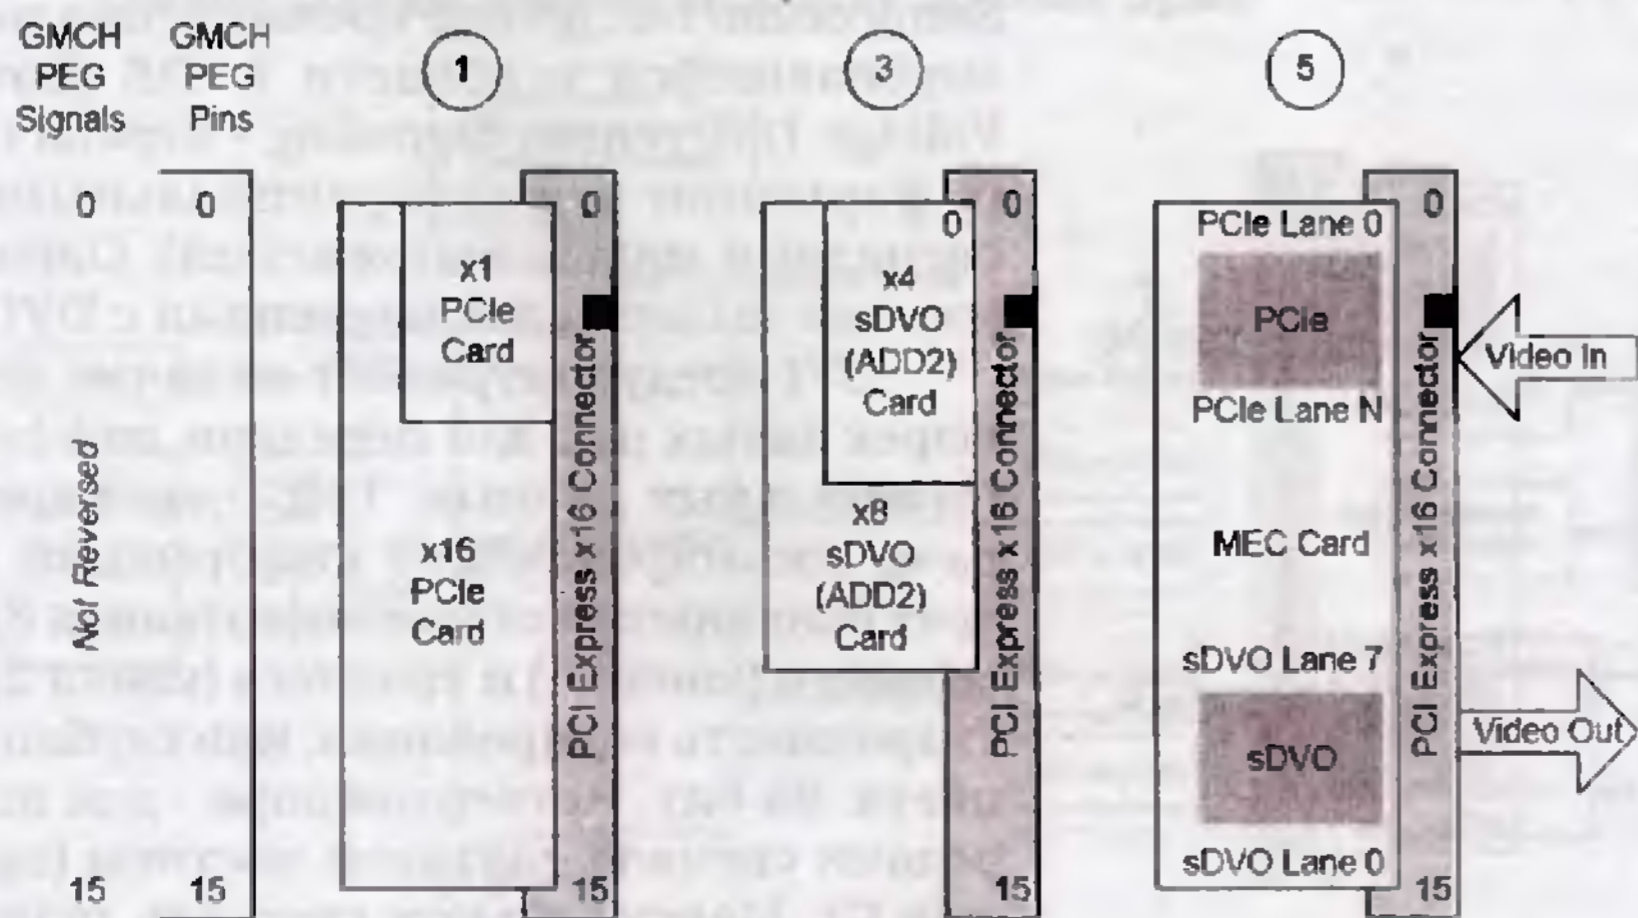 GMCH
PEG
Signals
GMCH
PEG
Pins
1
3
5
0
0
Not Reversed
15
15
x1
PCIe
Card
x16
PCIe
Card
0
PCI Express x16 Connector
15
0
x4
sDVO
(ADD2)
Card
x8
sDVO
(ADD2)
Card
0
PCI Express x16 Connector
15
PCIe Lane 0
PCIe
PCIe Lane N
MEC Card
sDVO Lane 7
sDVO
sDVO Lane 0
0
PCI Express x16 Connector
15
Video In
Video Out